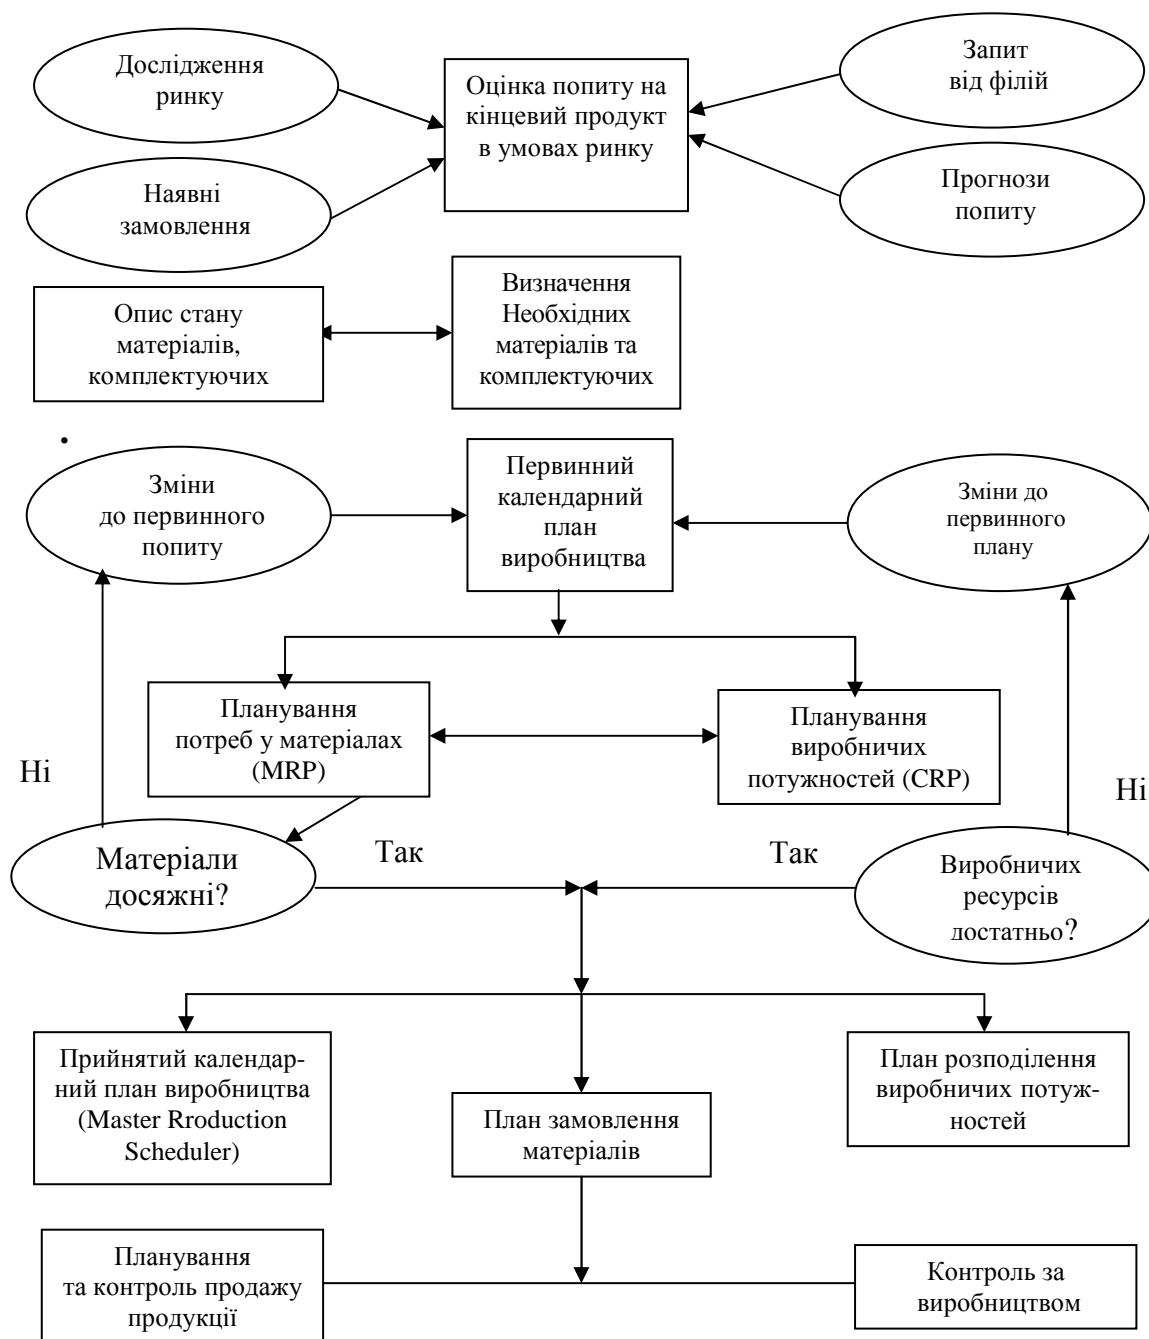 Дослідження
ринку
Оцінка попиту на
кінцевий продукт
в умовах ринку
Запит
від філій
Наявні
замовлення
Прогнози
попиту
Опис стану
матеріалів,
комплектуючих
Визначення
Необхідних
матеріалів та
комплектуючих
Зміни
до первинного
попиту
Первинний
календарний
план
виробництва
Зміни до
первинного
плану
Планування
потреб у матеріалах
(MRP)
Планування
виробничих
потужностей (CRP)
Ні
Ні
Матеріали
досяжні?
Так
Так
Виробничих
ресурсів
достатньо?
Прийнятий календар-
ний план виробництва
(Master Rroduction
Scheduler)
План замовлення
матеріалів
План розподілення
виробничих потуж-
ностей
Планування
та контроль продажу
продукції
Контроль за
виробництвом